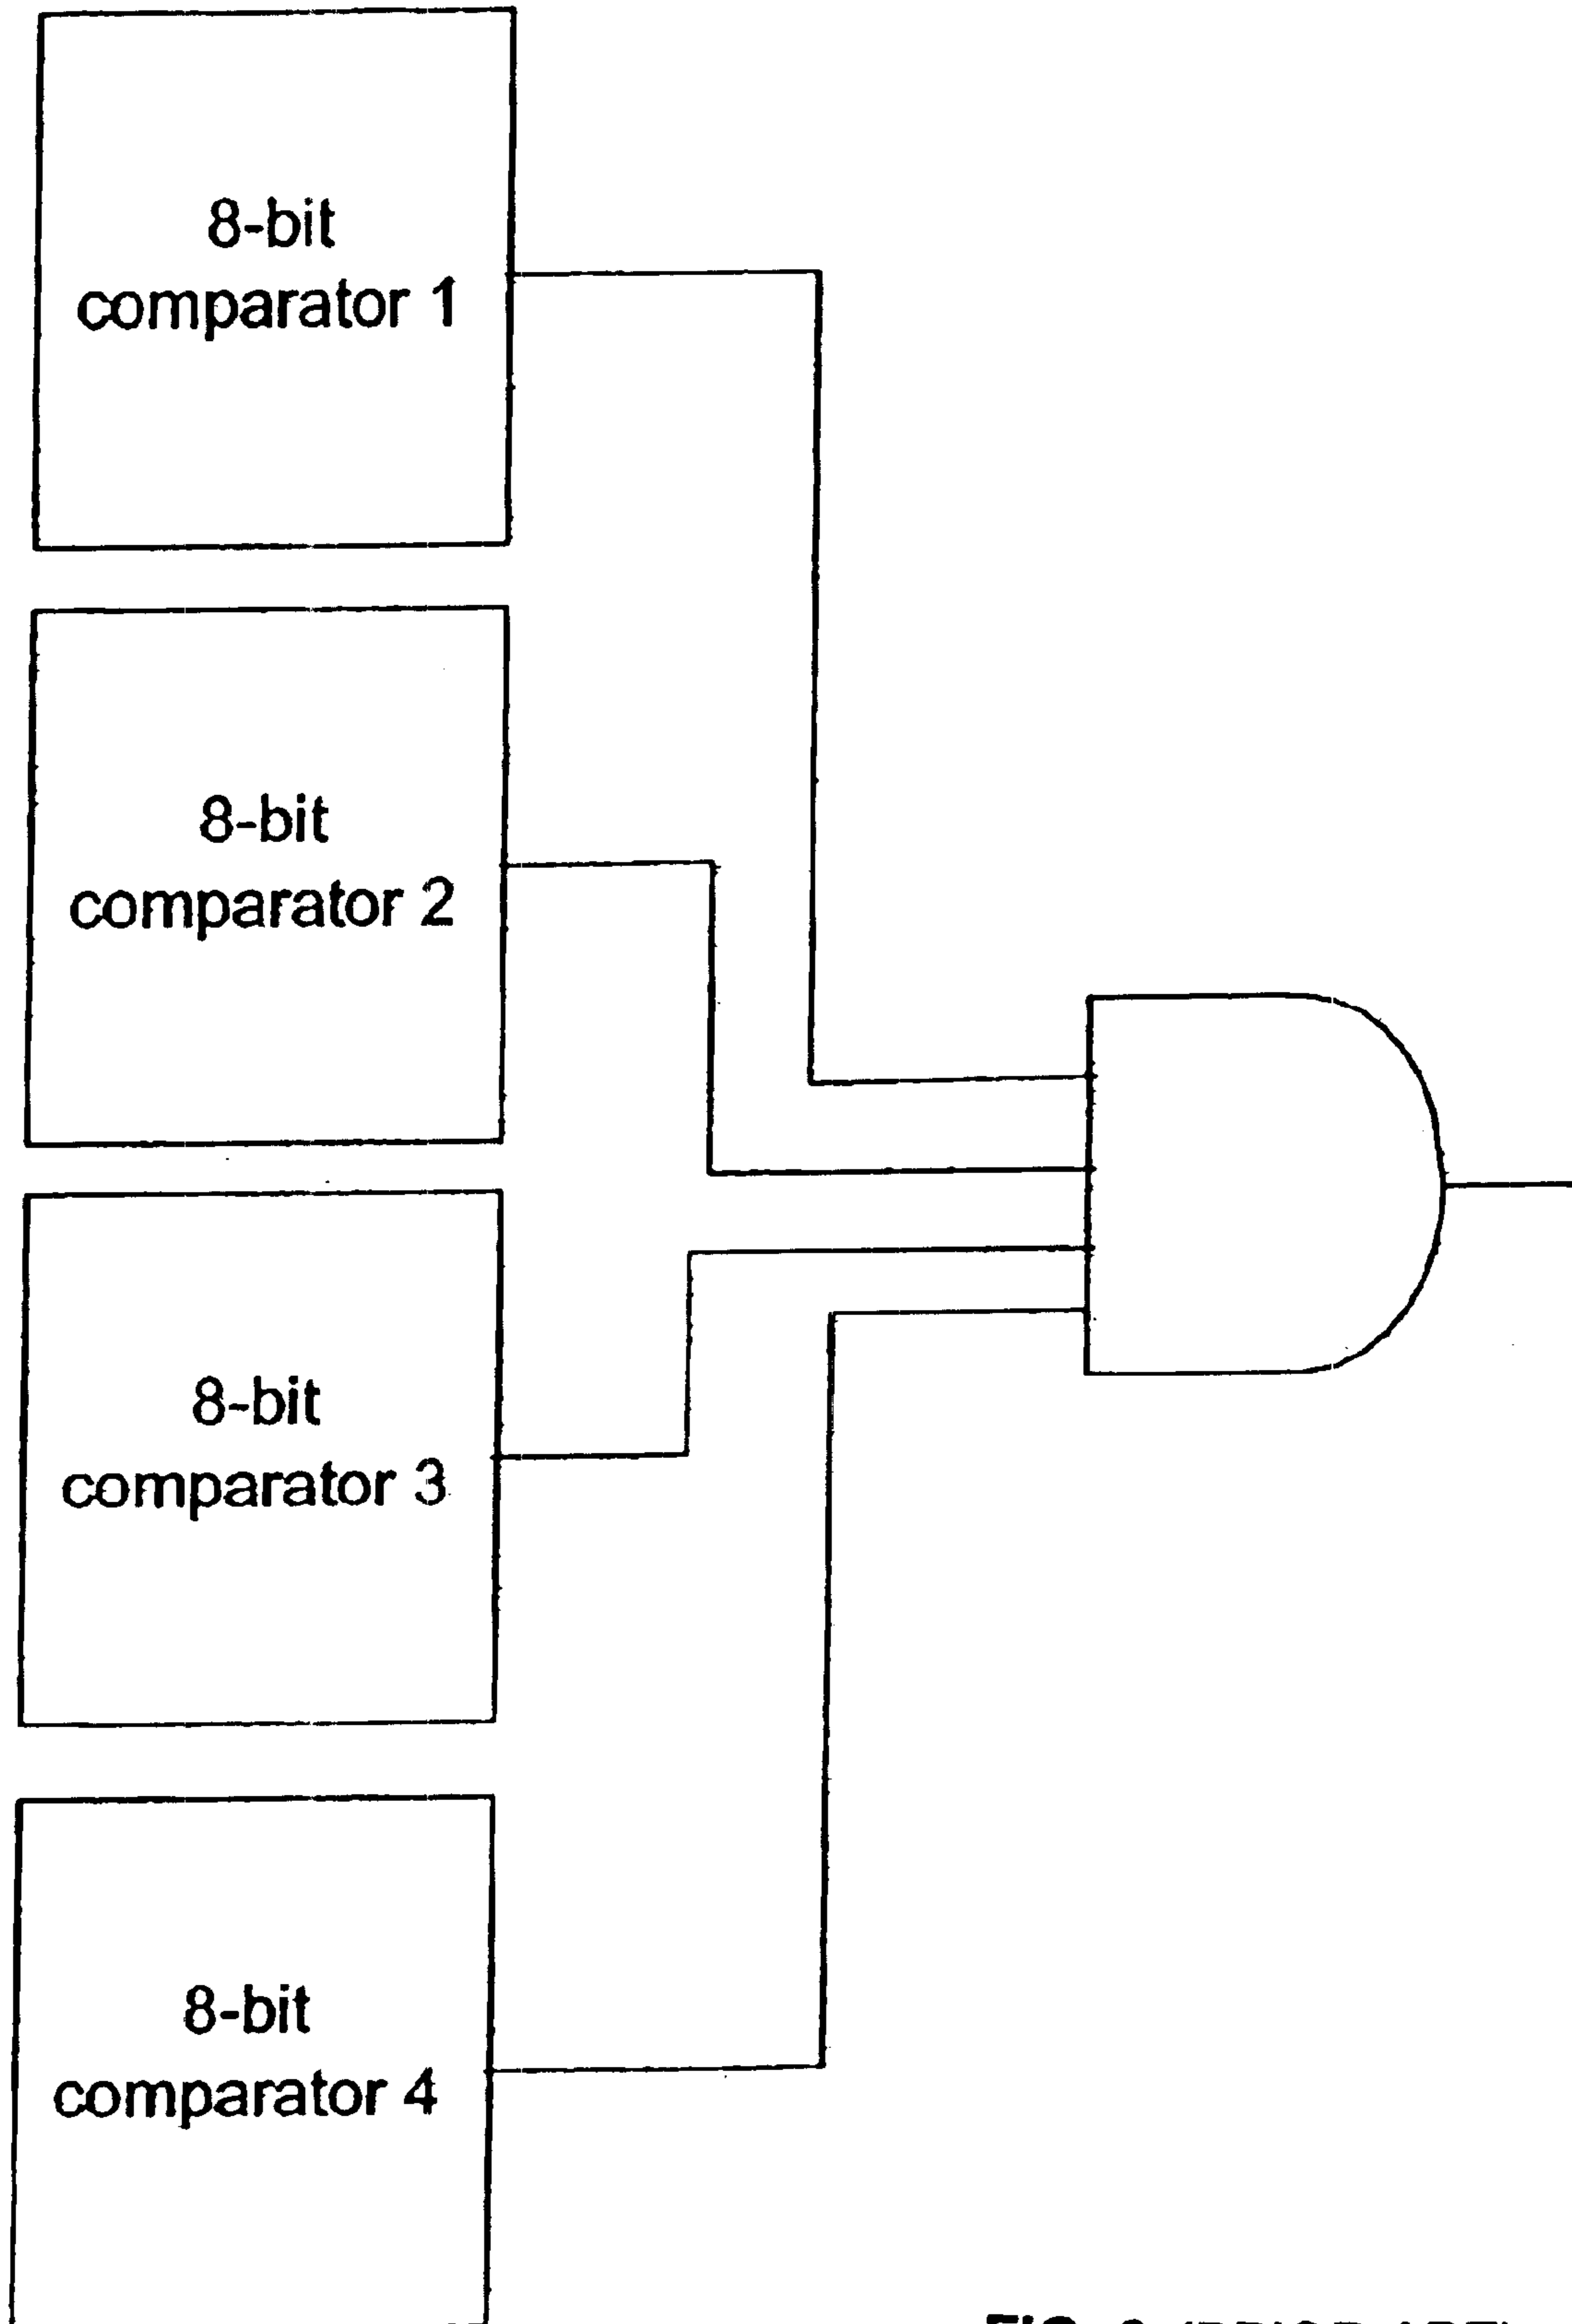 8-bit
comparator 1
8-bit
comparator 2
8-bit
comparator 3
8-bit
comparator 4